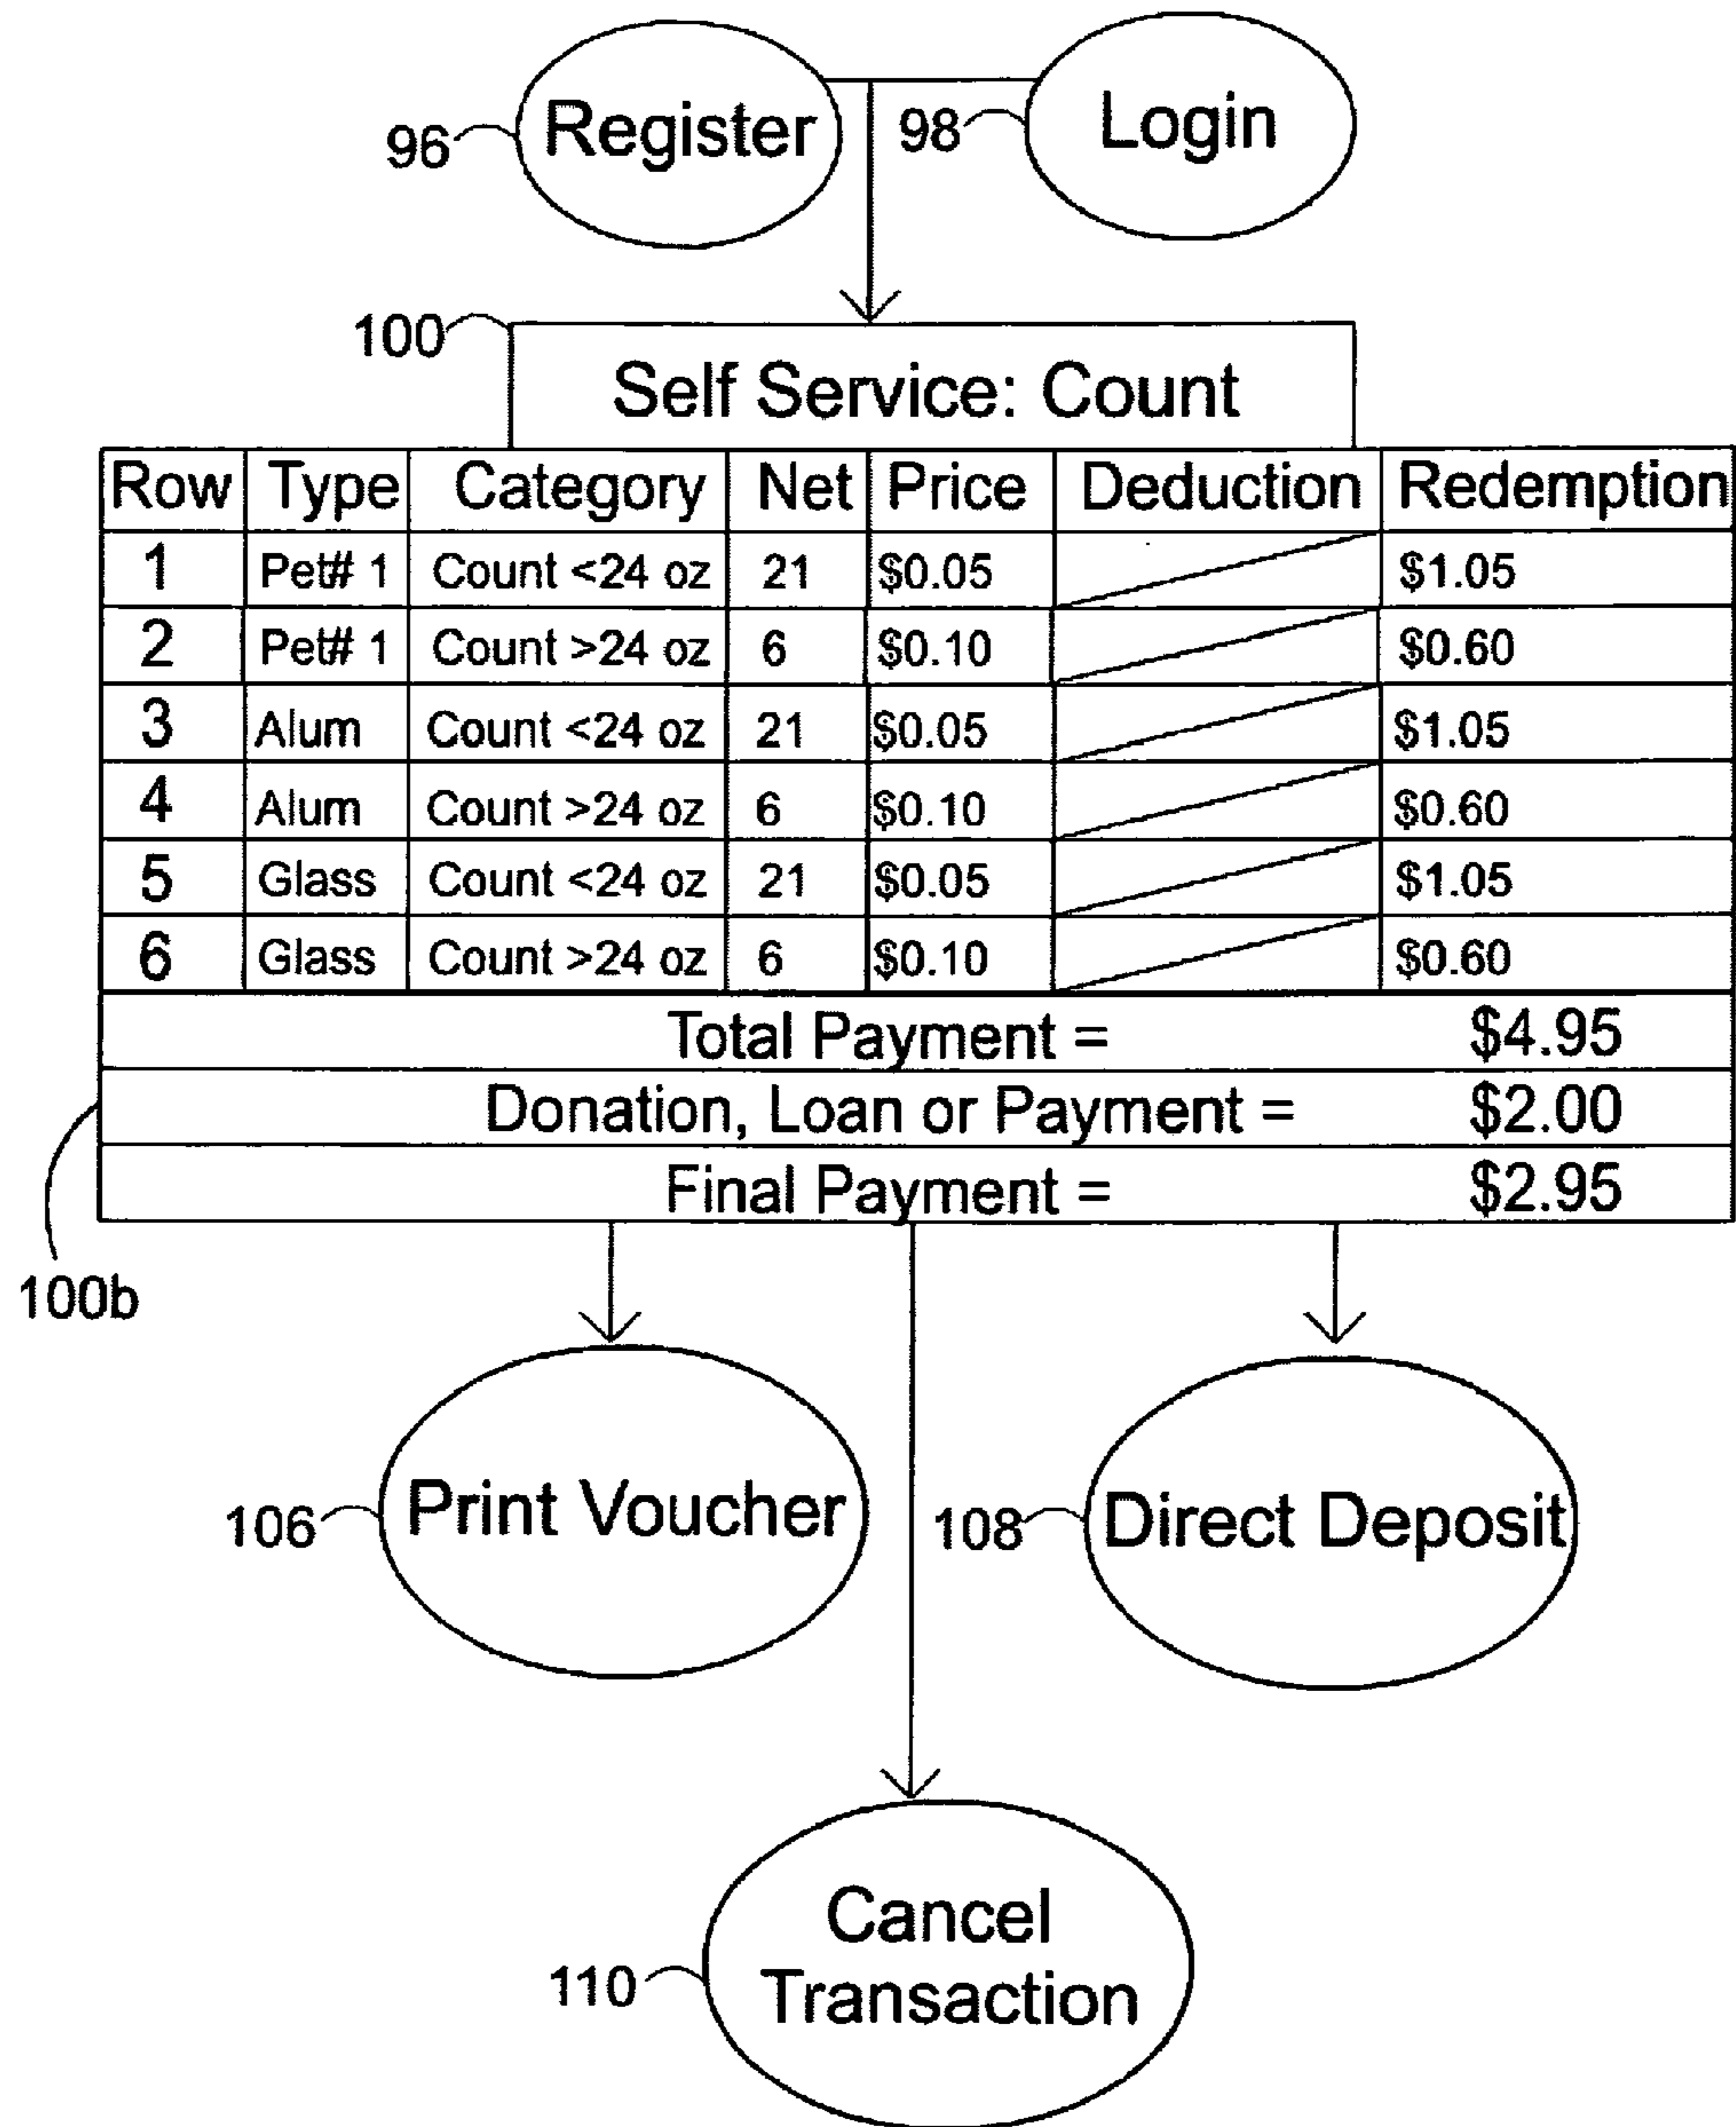 96 Register 98 Login
100
Self Service: Count
Row Type Category Net Price Deduction Redemption
1 Pet# 1 Count <24 oz 21 $0.05 $1.05
2 Pet# 1 Count >24 oz 6 $0.10 $0.60
3 Alum Count <24 oz 21 $0.05 $1.05
4 Alum Count >24 oz 6 $0.10 $0.60
5 Glass Count <24 oz 21 $0.05 $1.05
6 Glass Count >24 oz 6 $0.10 $0.60
Total Payment = $4.95
Donation, Loan or Payment = $2.00
Final Payment = $2.95
100b
106 Print Voucher 108 Direct Deposit
Cancel
110 Transaction